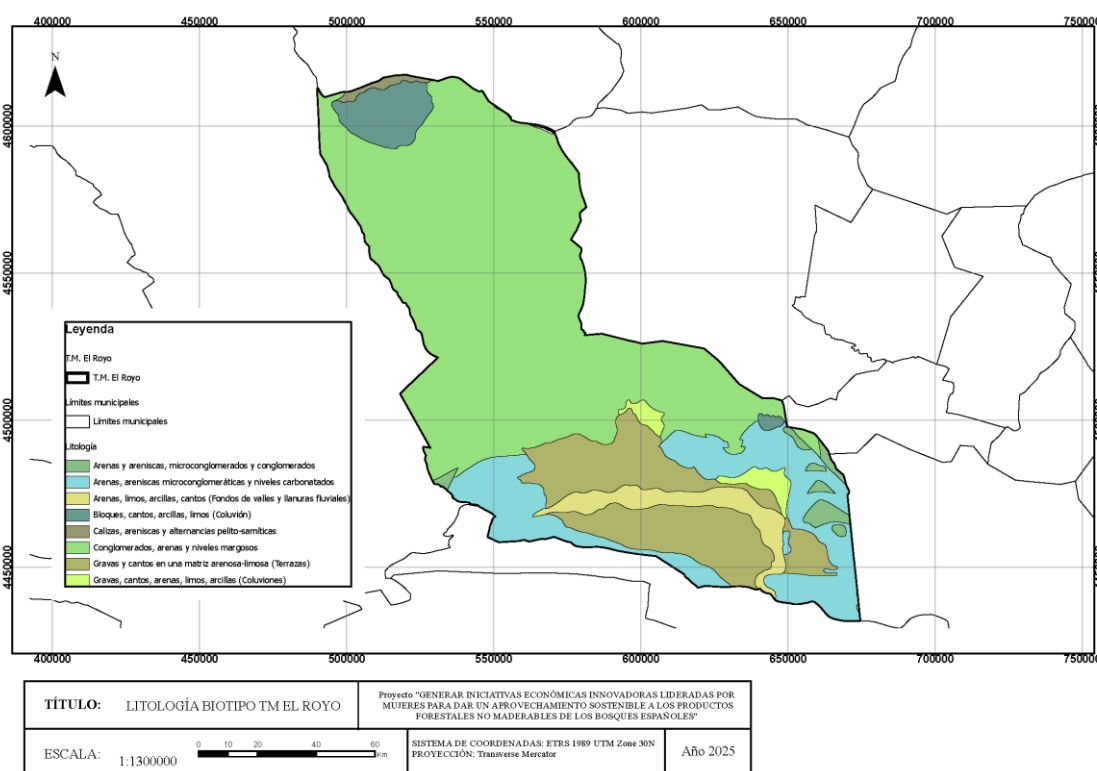 400000 450000 500000 550000 600000 650000 700000 750000
N
4600000
4550000
4500000
4450000
Leyenda
T.M. El Royo
T.M. El Royo
Límites municipales
Límites municipales
Litología
Arenas y areniscas, microconglomerados y conglomerados
Arenas, areniscas microconglomeráticas y niveles carbonatados
Arenas, limos, arcillas, cantos (Fondos de valles y llanuras fluviales)
Bloques, cantos, arcillas, limos (Coluvión)
Calizas, areniscas y alternancias pelito-samíticas
Conglomerados, arenas y niveles margosos
Gravas y cantos en una matriz arenosa-limosa (Terrazas)
Gravas, cantos, arenas, limos, arcillas (Coluviones)
400000 450000 500000 550000 600000 650000 700000 750000
TÍTULO: LITOLOGÍA BIOTIPO TM EL ROYO
Proyecto "GENERAR INICIATIVAS ECONÓMICAS INNOVADORAS LIDERADAS POR
MUJERES PARA DAR UN APROVECHAMIENTO SOSTENIBLE A LOS PRODUCTOS
FORESTALES NO MADERABLES DE LOS BOSQUES ESPAÑOLES"
ESCALA: 1:1300000
0 10 20 40 60
Km
SISTEMA DE COORDENADAS: ETRS 1989 UTM Zone 30N
PROYECCIÓN: Transverse Mercator
Año 2025